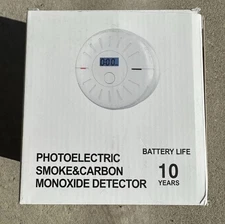 PHOTOELECTRIC
SMOKE&CARBON
MONOXIDE DETECTOR
BATTERY LIFE
10
YEARS